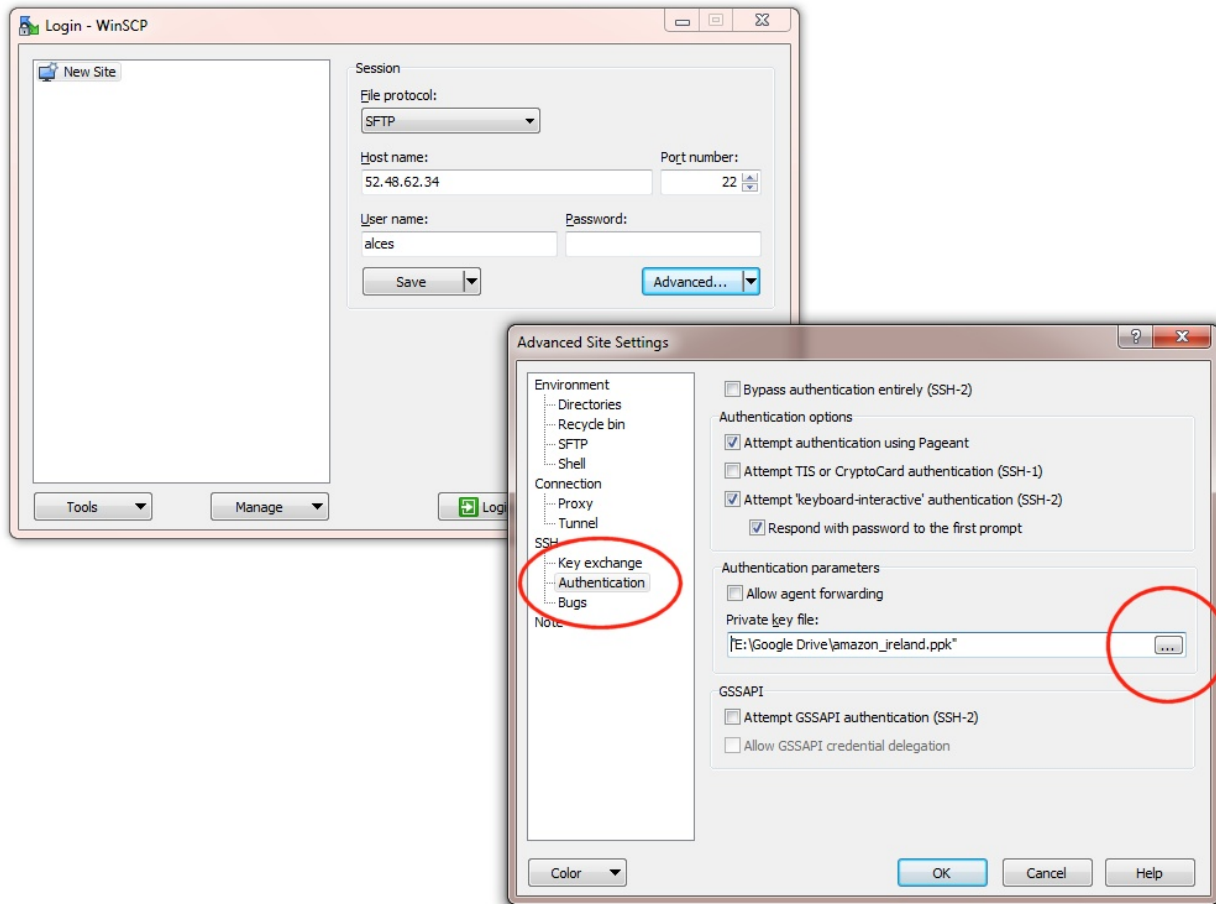 Login - WinSCP
New Site
Session
File protocol:
SFTP
Host name:
Port number:
52.48.62.34
22
User name:
Password:
alces
Save
Advanced...
Tools
Manage
Logi
Advanced Site Settings
?
Environment
Directories
Recycle bin
SFTP
Shell
Connection
Proxy
Tunnel
SSH
Key exchange
Authentication
Bugs
Note
Bypass authentication entirely (SSH-2)
Authentication options
Attempt authentication using Pageant
Attempt TIS or CryptoCard authentication (SSH-1)
Attempt 'keyboard-interactive' authentication (SSH-2)
Respond with password to the first prompt
Authentication parameters
Allow agent forwarding
Private key file:
"E:\Google Drive\amazon_ireland.ppk"
...
GSSAPI
Attempt GSSAPI authentication (SSH-2)
Allow GSSAPI credential delegation
Color
OK
Cancel
Help